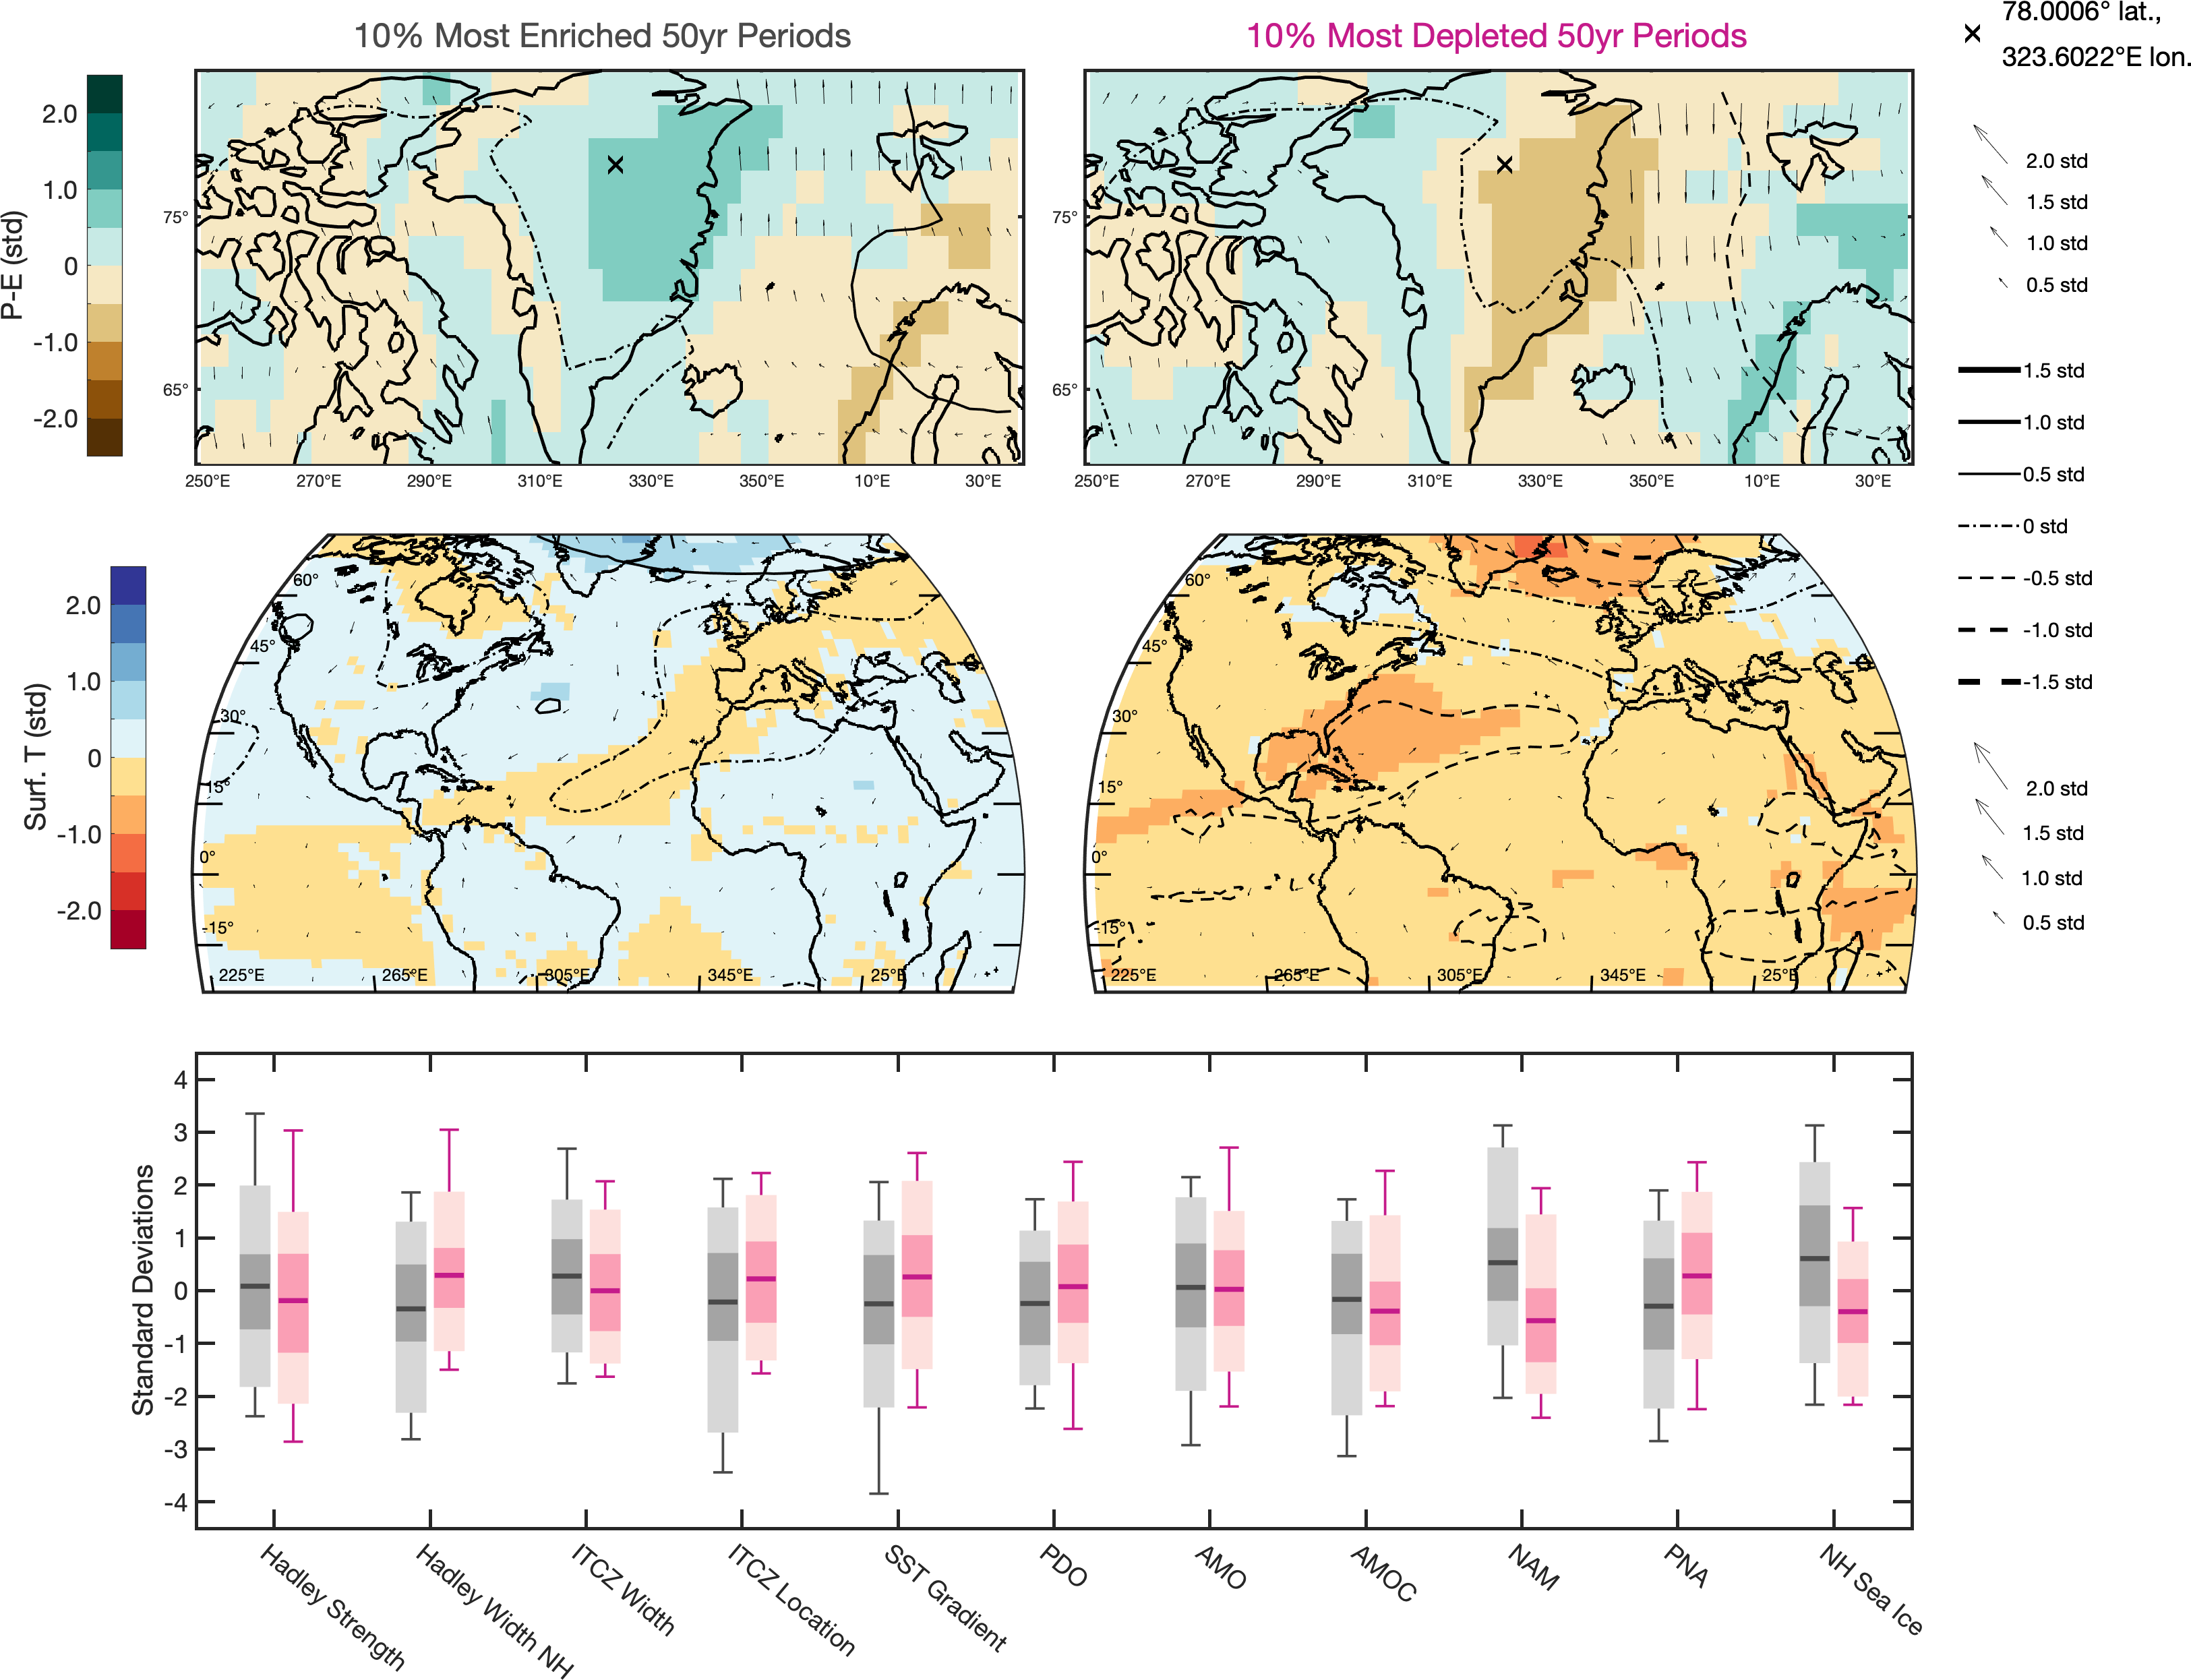 10% Most Enriched 50yr Periods
10% Most Depleted 50yr Periods
78.0006° lat.,
323.6022°E lon.
P-E (std)
2.0
1.0
0
-1.0
-2.0
75°
65°
250°E 270°E 290°E 310°E 330°E 350°E 10°E 30°E
75°
65°
250°E 270°E 290°E 310°E 330°E 350°E 10°E 30°E
2.0 std
1.5 std
1.0 std
0.5 std
1.5 std
1.0 std
0.5 std
0 std
-0.5 std
-1.0 std
-1.5 std
2.0 std
1.5 std
1.0 std
0.5 std
Surf. T (std)
2.0
1.0
0
-1.0
-2.0
60°
45°
30°
15°
0°
-15°
225°E 265°E 305°E 345°E 25°E
60°
45°
30°
15°
0°
-15°
225°E 265°E 305°E 345°E 25°E
Standard Deviations
4
3
2
1
0
-1
-2
-3
-4
Hadley Strength
Hadley Width NH
ITCZ Width
ITCZ Location
SST Gradient
PDO
AMO
AMOC
NAM
PNA
NH Sea Ice